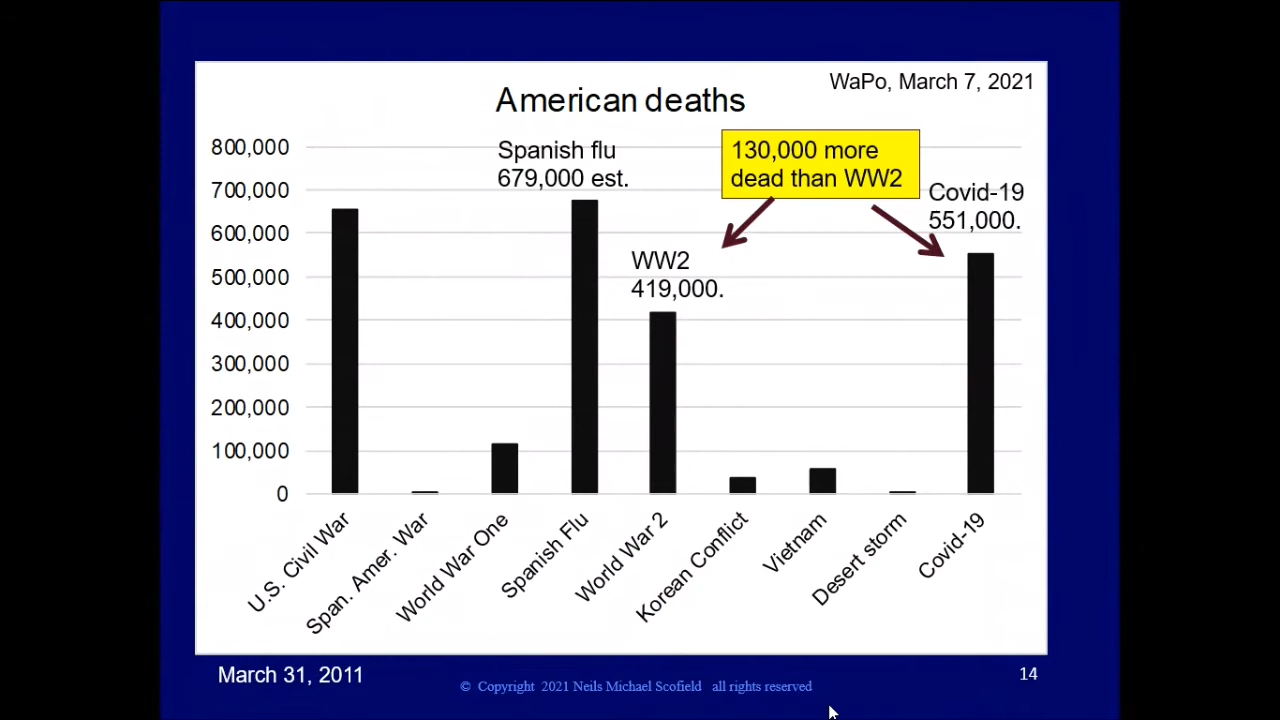 WaPo, March 7, 2021
American deaths
800,000
700,000
600,000
500,000
400,000
300,000
200,000
100,000
0
Spanish flu
679,000 est.
130,000 more
dead than WW2
Covid-19
551,000.
WW2
419,000.
U.S. Civil War
Span. Amer. War
World War One
Spanish Flu
World War 2
Korean Conflict
Vietnam
Desert storm
Covid-19
March 31, 2011
© Copyright 2021 Neils Michael Scofield all rights reserved
14